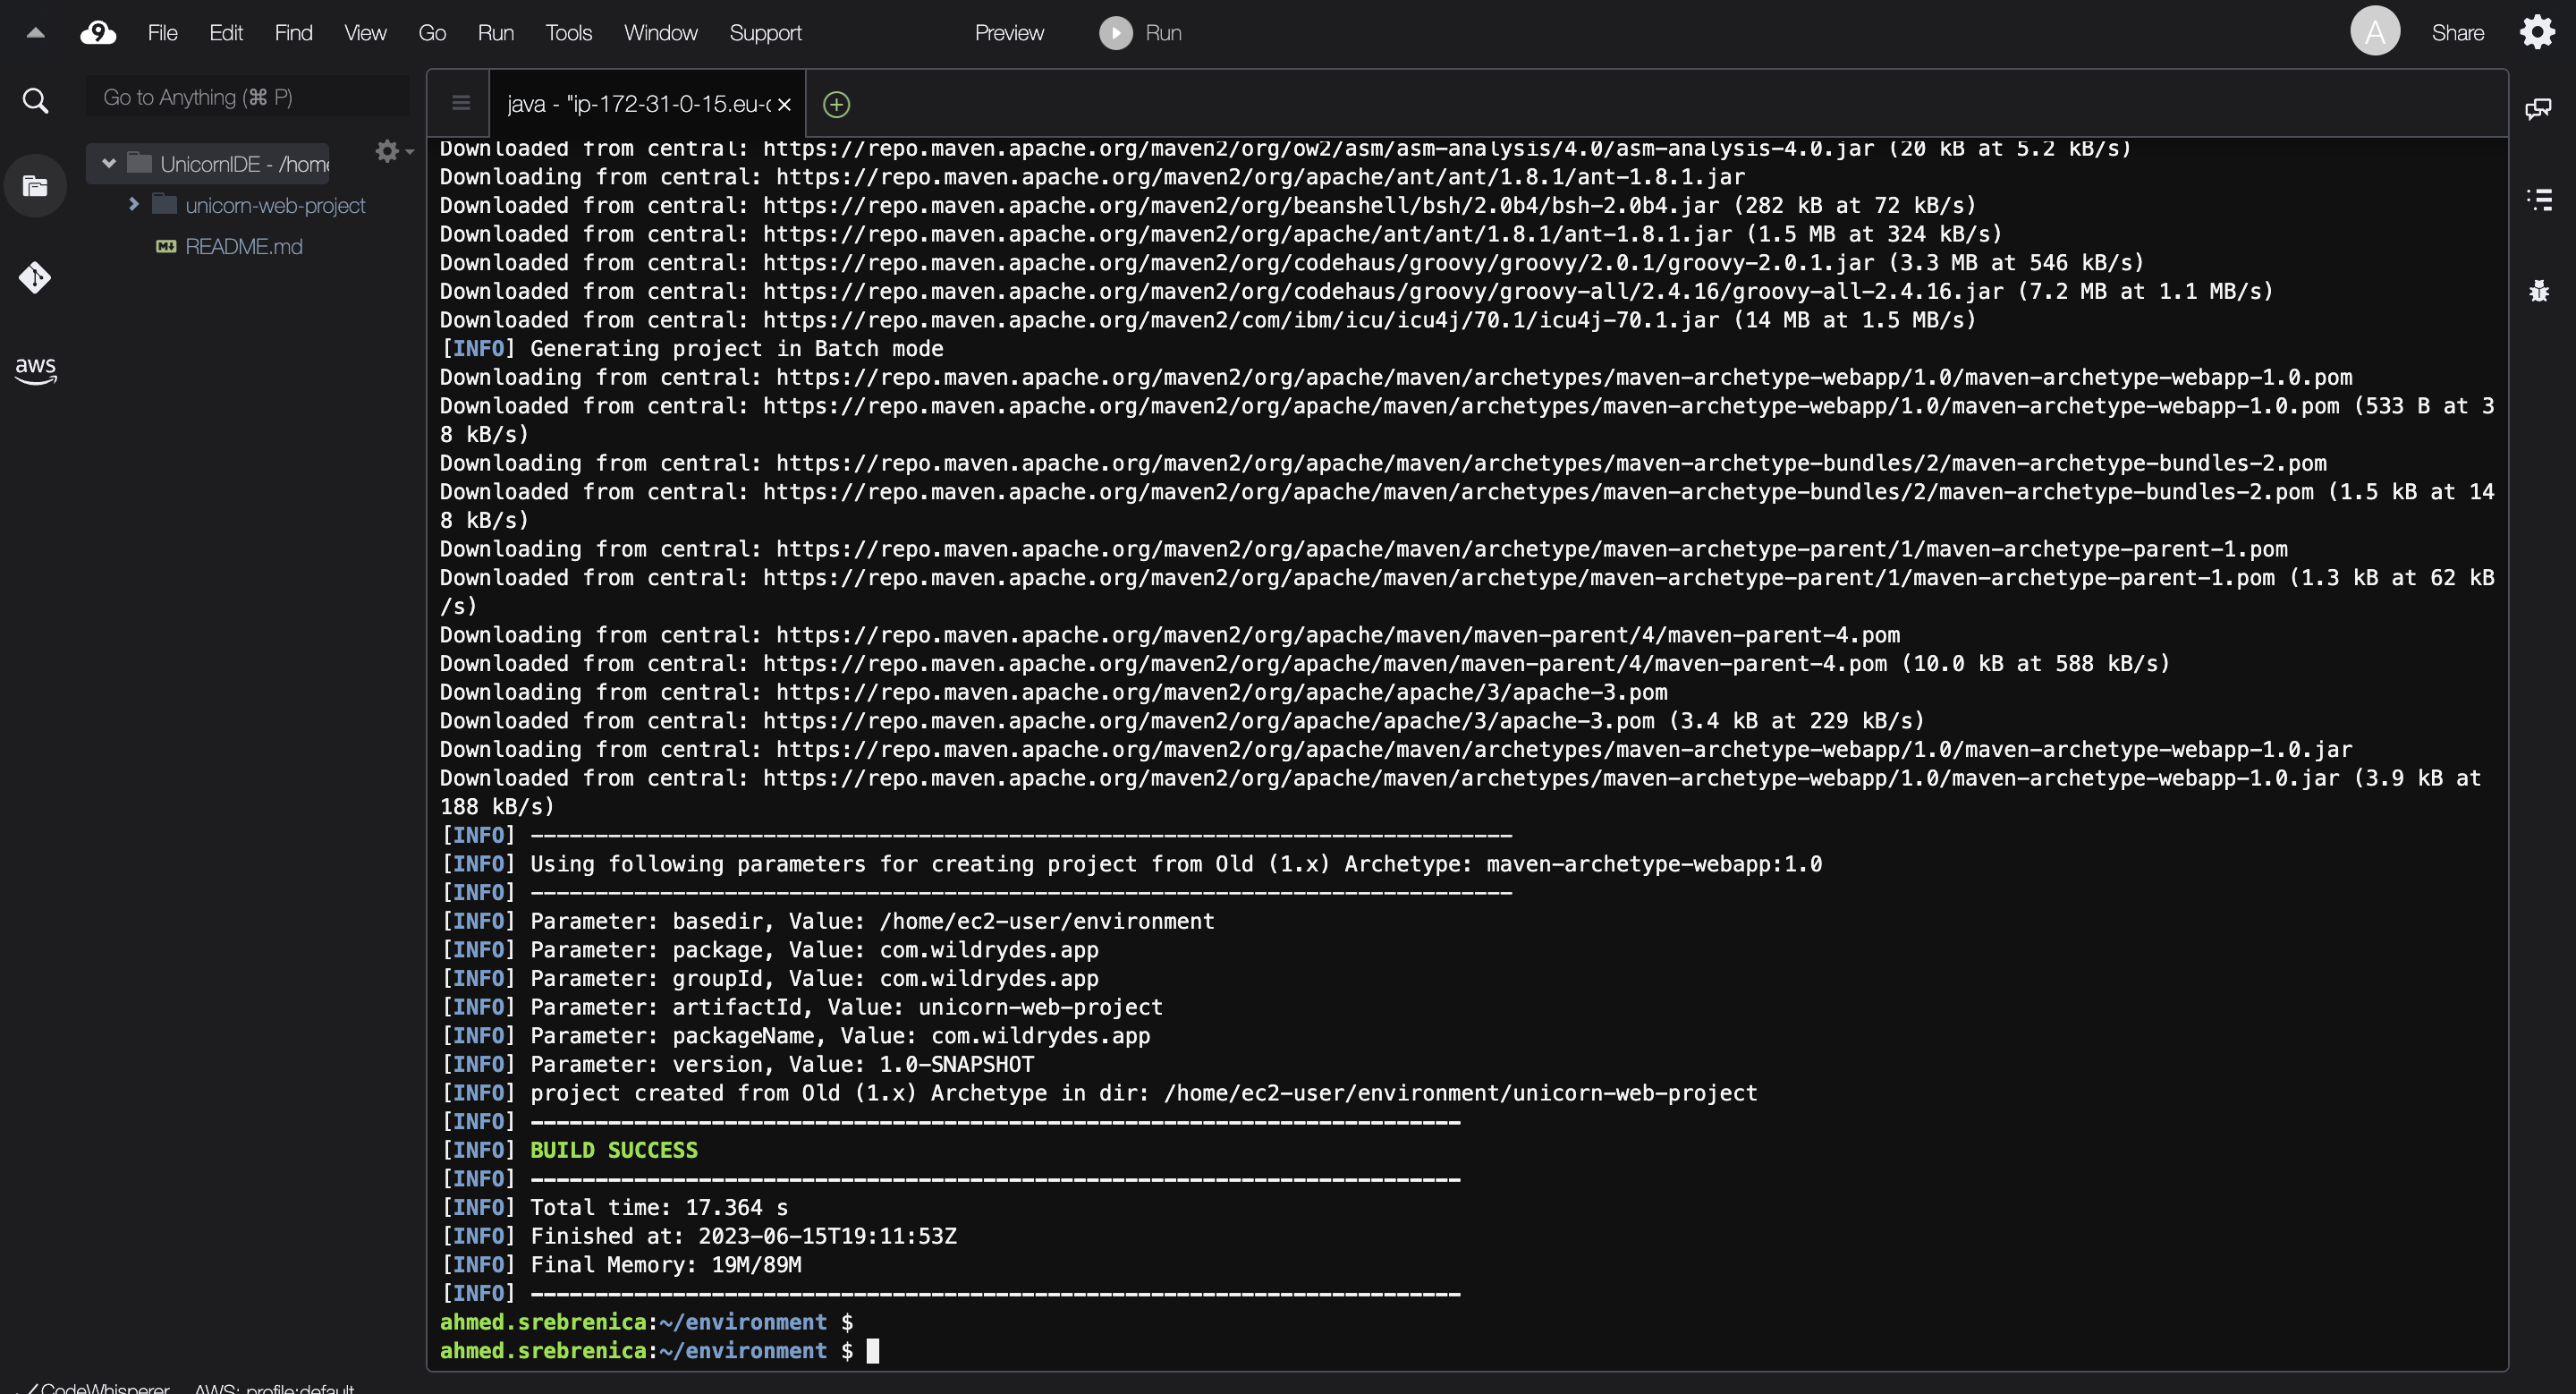 File Edit Find View Go Run Tools Window Support Preview Run A Share
Go to Anything (⌘ P)
java - "ip-172-31-0-15.eu-c
UnicornIDE - /home
unicorn-web-project
README.md
aws
Downloaded from central: https://repo.maven.apache.org/maven2/org/ow2/asm/asm-analysis/4.0/asm-analysis-4.0.jar (20 kB at 5.2 kB/s)
Downloading from central: https://repo.maven.apache.org/maven2/org/apache/ant/ant/1.8.1/ant-1.8.1.jar
Downloaded from central: https://repo.maven.apache.org/maven2/org/beanshell/bsh/2.0b4/bsh-2.0b4.jar (282 kB at 72 kB/s)
Downloaded from central: https://repo.maven.apache.org/maven2/org/apache/ant/ant/1.8.1/ant-1.8.1.jar (1.5 MB at 324 kB/s)
Downloaded from central: https://repo.maven.apache.org/maven2/org/codehaus/groovy/groovy/2.0.1/groovy-2.0.1.jar (3.3 MB at 546 kB/s)
Downloaded from central: https://repo.maven.apache.org/maven2/org/codehaus/groovy/groovy-all/2.4.16/groovy-all-2.4.16.jar (7.2 MB at 1.1 MB/s)
Downloaded from central: https://repo.maven.apache.org/maven2/com/ibm/icu/icu4j/70.1/icu4j-70.1.jar (14 MB at 1.5 MB/s)
[INFO] Generating project in Batch mode
Downloading from central: https://repo.maven.apache.org/maven2/org/apache/maven/archetypes/maven-archetype-webapp/1.0/maven-archetype-webapp-1.0.pom
Downloaded from central: https://repo.maven.apache.org/maven2/org/apache/maven/archetypes/maven-archetype-webapp/1.0/maven-archetype-webapp-1.0.pom (533 B at 3
8 kB/s)
Downloading from central: https://repo.maven.apache.org/maven2/org/apache/maven/archetypes/maven-archetype-bundles/2/maven-archetype-bundles-2.pom
Downloaded from central: https://repo.maven.apache.org/maven2/org/apache/maven/archetypes/maven-archetype-bundles/2/maven-archetype-bundles-2.pom (1.5 kB at 14
8 kB/s)
Downloading from central: https://repo.maven.apache.org/maven2/org/apache/maven/archetype/maven-archetype-parent/1/maven-archetype-parent-1.pom
Downloaded from central: https://repo.maven.apache.org/maven2/org/apache/maven/archetype/maven-archetype-parent/1/maven-archetype-parent-1.pom (1.3 kB at 62 kB
/s)
Downloading from central: https://repo.maven.apache.org/maven2/org/apache/maven/maven-parent/4/maven-parent-4.pom
Downloaded from central: https://repo.maven.apache.org/maven2/org/apache/maven/maven-parent/4/maven-parent-4.pom (10.0 kB at 588 kB/s)
Downloading from central: https://repo.maven.apache.org/maven2/org/apache/apache/3/apache-3.pom
Downloaded from central: https://repo.maven.apache.org/maven2/org/apache/apache/3/apache-3.pom (3.4 kB at 229 kB/s)
Downloading from central: https://repo.maven.apache.org/maven2/org/apache/maven/archetypes/maven-archetype-webapp/1.0/maven-archetype-webapp-1.0.jar
Downloaded from central: https://repo.maven.apache.org/maven2/org/apache/maven/archetypes/maven-archetype-webapp/1.0/maven-archetype-webapp-1.0.jar (3.9 kB at
188 kB/s)
[INFO] ----------------------------------------------------------------------------
[INFO] Using following parameters for creating project from Old (1.x) Archetype: maven-archetype-webapp:1.0
[INFO] ----------------------------------------------------------------------------
[INFO] Parameter: basedir, Value: /home/ec2-user/environment
[INFO] Parameter: package, Value: com.wildrydes.app
[INFO] Parameter: groupId, Value: com.wildrydes.app
[INFO] Parameter: artifactId, Value: unicorn-web-project
[INFO] Parameter: packageName, Value: com.wildrydes.app
[INFO] Parameter: version, Value: 1.0-SNAPSHOT
[INFO] project created from Old (1.x) Archetype in dir: /home/ec2-user/environment/unicorn-web-project
[INFO] ------------------------------------------------------------------------
[INFO] BUILD SUCCESS
[INFO] ------------------------------------------------------------------------
[INFO] Total time: 17.364 s
[INFO] Finished at: 2023-06-15T19:11:53Z
[INFO] Final Memory: 19M/89M
[INFO] ------------------------------------------------------------------------
ahmed.srebrenica:~/environment $
ahmed.srebrenica:~/environment $
CodeWhisperer AWS: profile:default